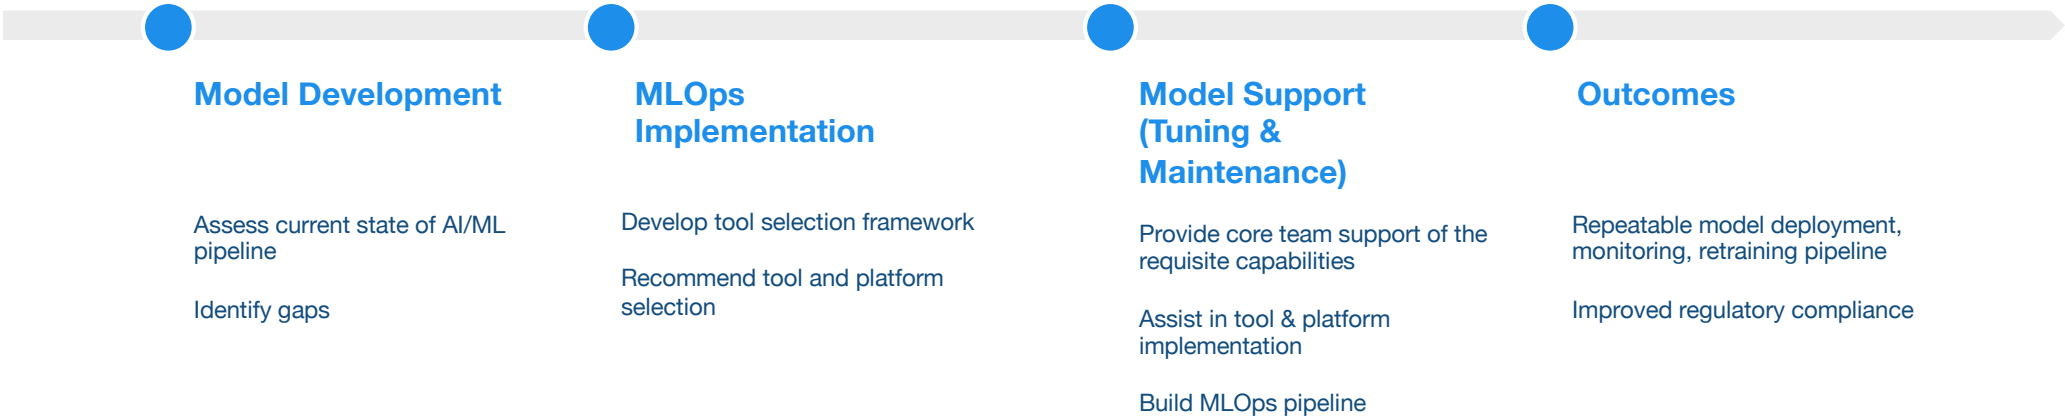 Model Development
Assess current state of AI/ML
pipeline
Identify gaps
MLOps
Implementation
Develop tool selection framework
Recommend tool and platform
selection
Model Support
(Tuning &
Maintenance)
Provide core team support of the
requisite capabilities
Assist in tool & platform
implementation
Build MLOps pipeline
Outcomes
Repeatable model deployment,
monitoring, retraining pipeline
Improved regulatory compliance